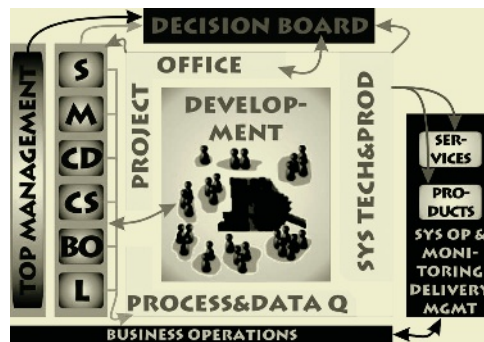 DECISION BOARD
TOP MANAGEMENT
S
M
CD
CS
BO
L
PROJECT
OFFICE
DEVELOP-
MENT
SYS TECH&PROD
PROCESS&DATA Q
SER-
VICES
PRO-
DUCTS
SYS OP &
MONI-
TORING
DELIVERY
MGMT
BUSINESS OPERATIONS